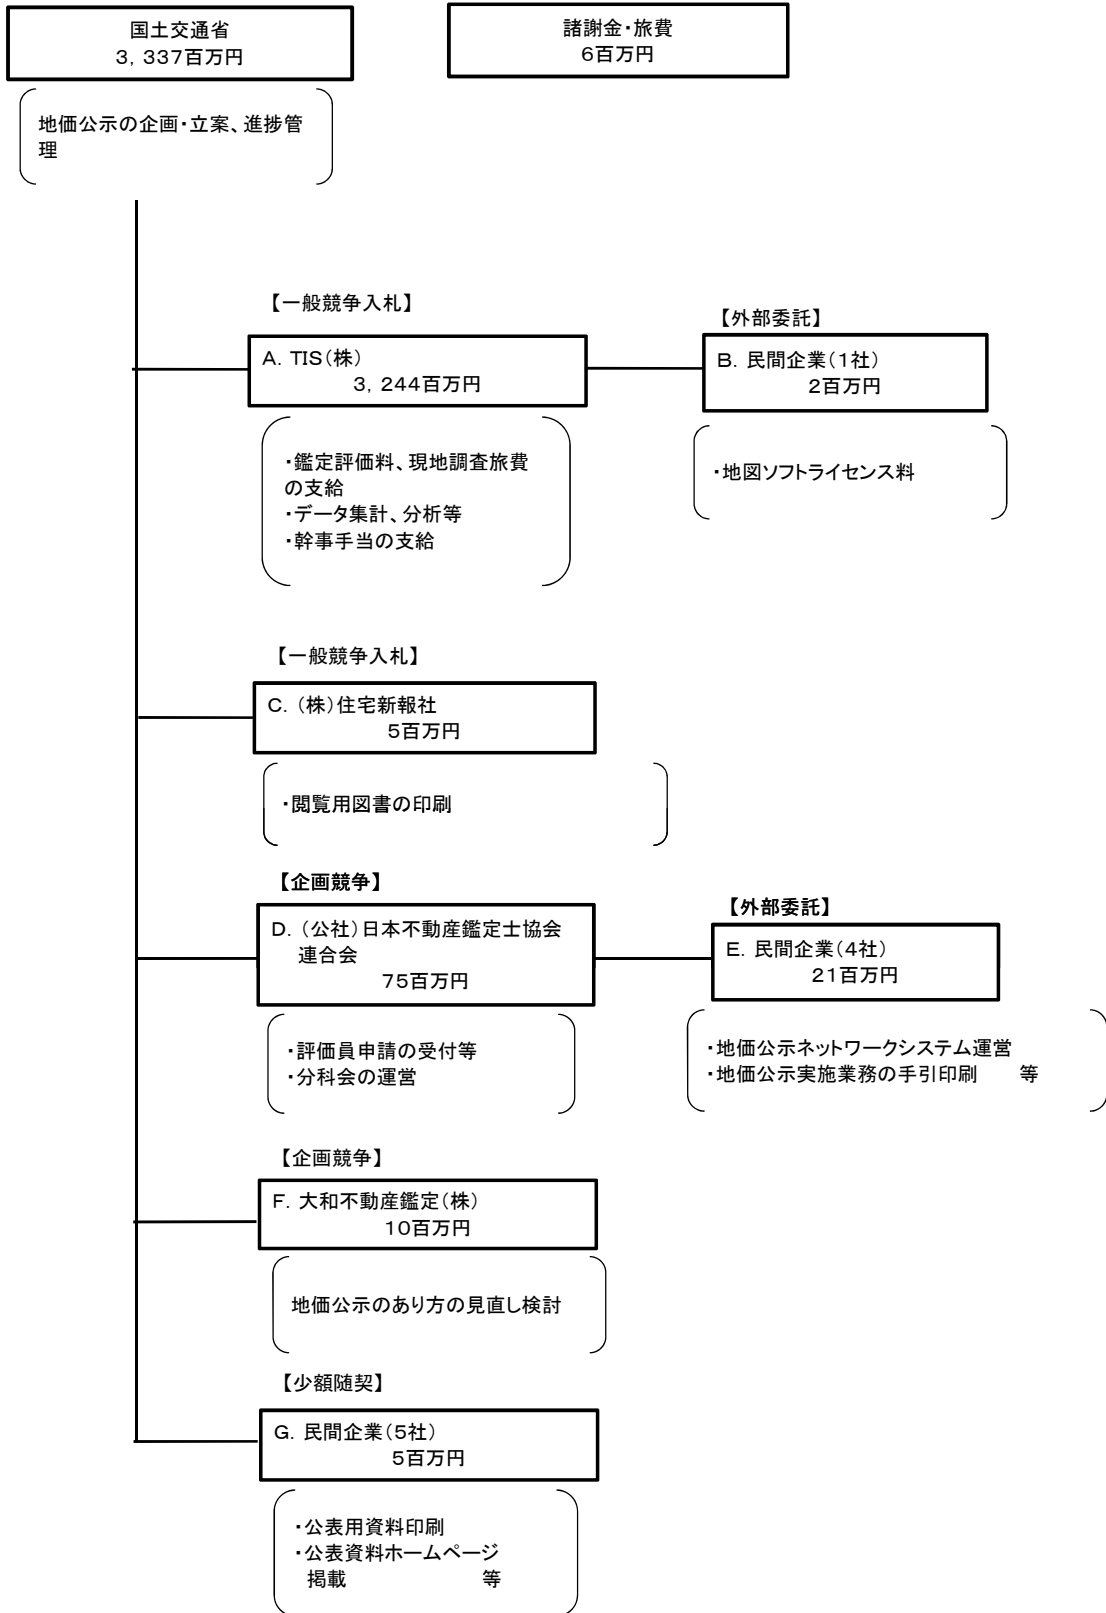 国土交通省
3，337百万円
諸謝金・旅費
6百万円
地価公示の企画・立案、進捗管
理
【一般競争入札】
A．TIS（株）
3，244百万円
【外部委託】
B．民間企業（1社）
2百万円
・鑑定評価料、現地調査旅費
の支給
・データ集計、分析等
・幹事手当の支給
・地図ソフトライセンス料
【一般競争入札】
C．（株）住宅新報社
5百万円
・閲覧用図書の印刷
【企画競争】
D．（公社）日本不動産鑑定士協会
連合会
75百万円
【外部委託】
E．民間企業（4社）
21百万円
・評価員申請の受付等
・分科会の運営
・地価公示ネットワークシステム運営
・地価公示実施業務の手引印刷　　等
【企画競争】
F．大和不動産鑑定（株）
10百万円
地価公示のあり方の見直し検討
【少額随契】
G．民間企業（5社）
5百万円
・公表用資料印刷
・公表資料ホームページ
掲載　　　　　　　等